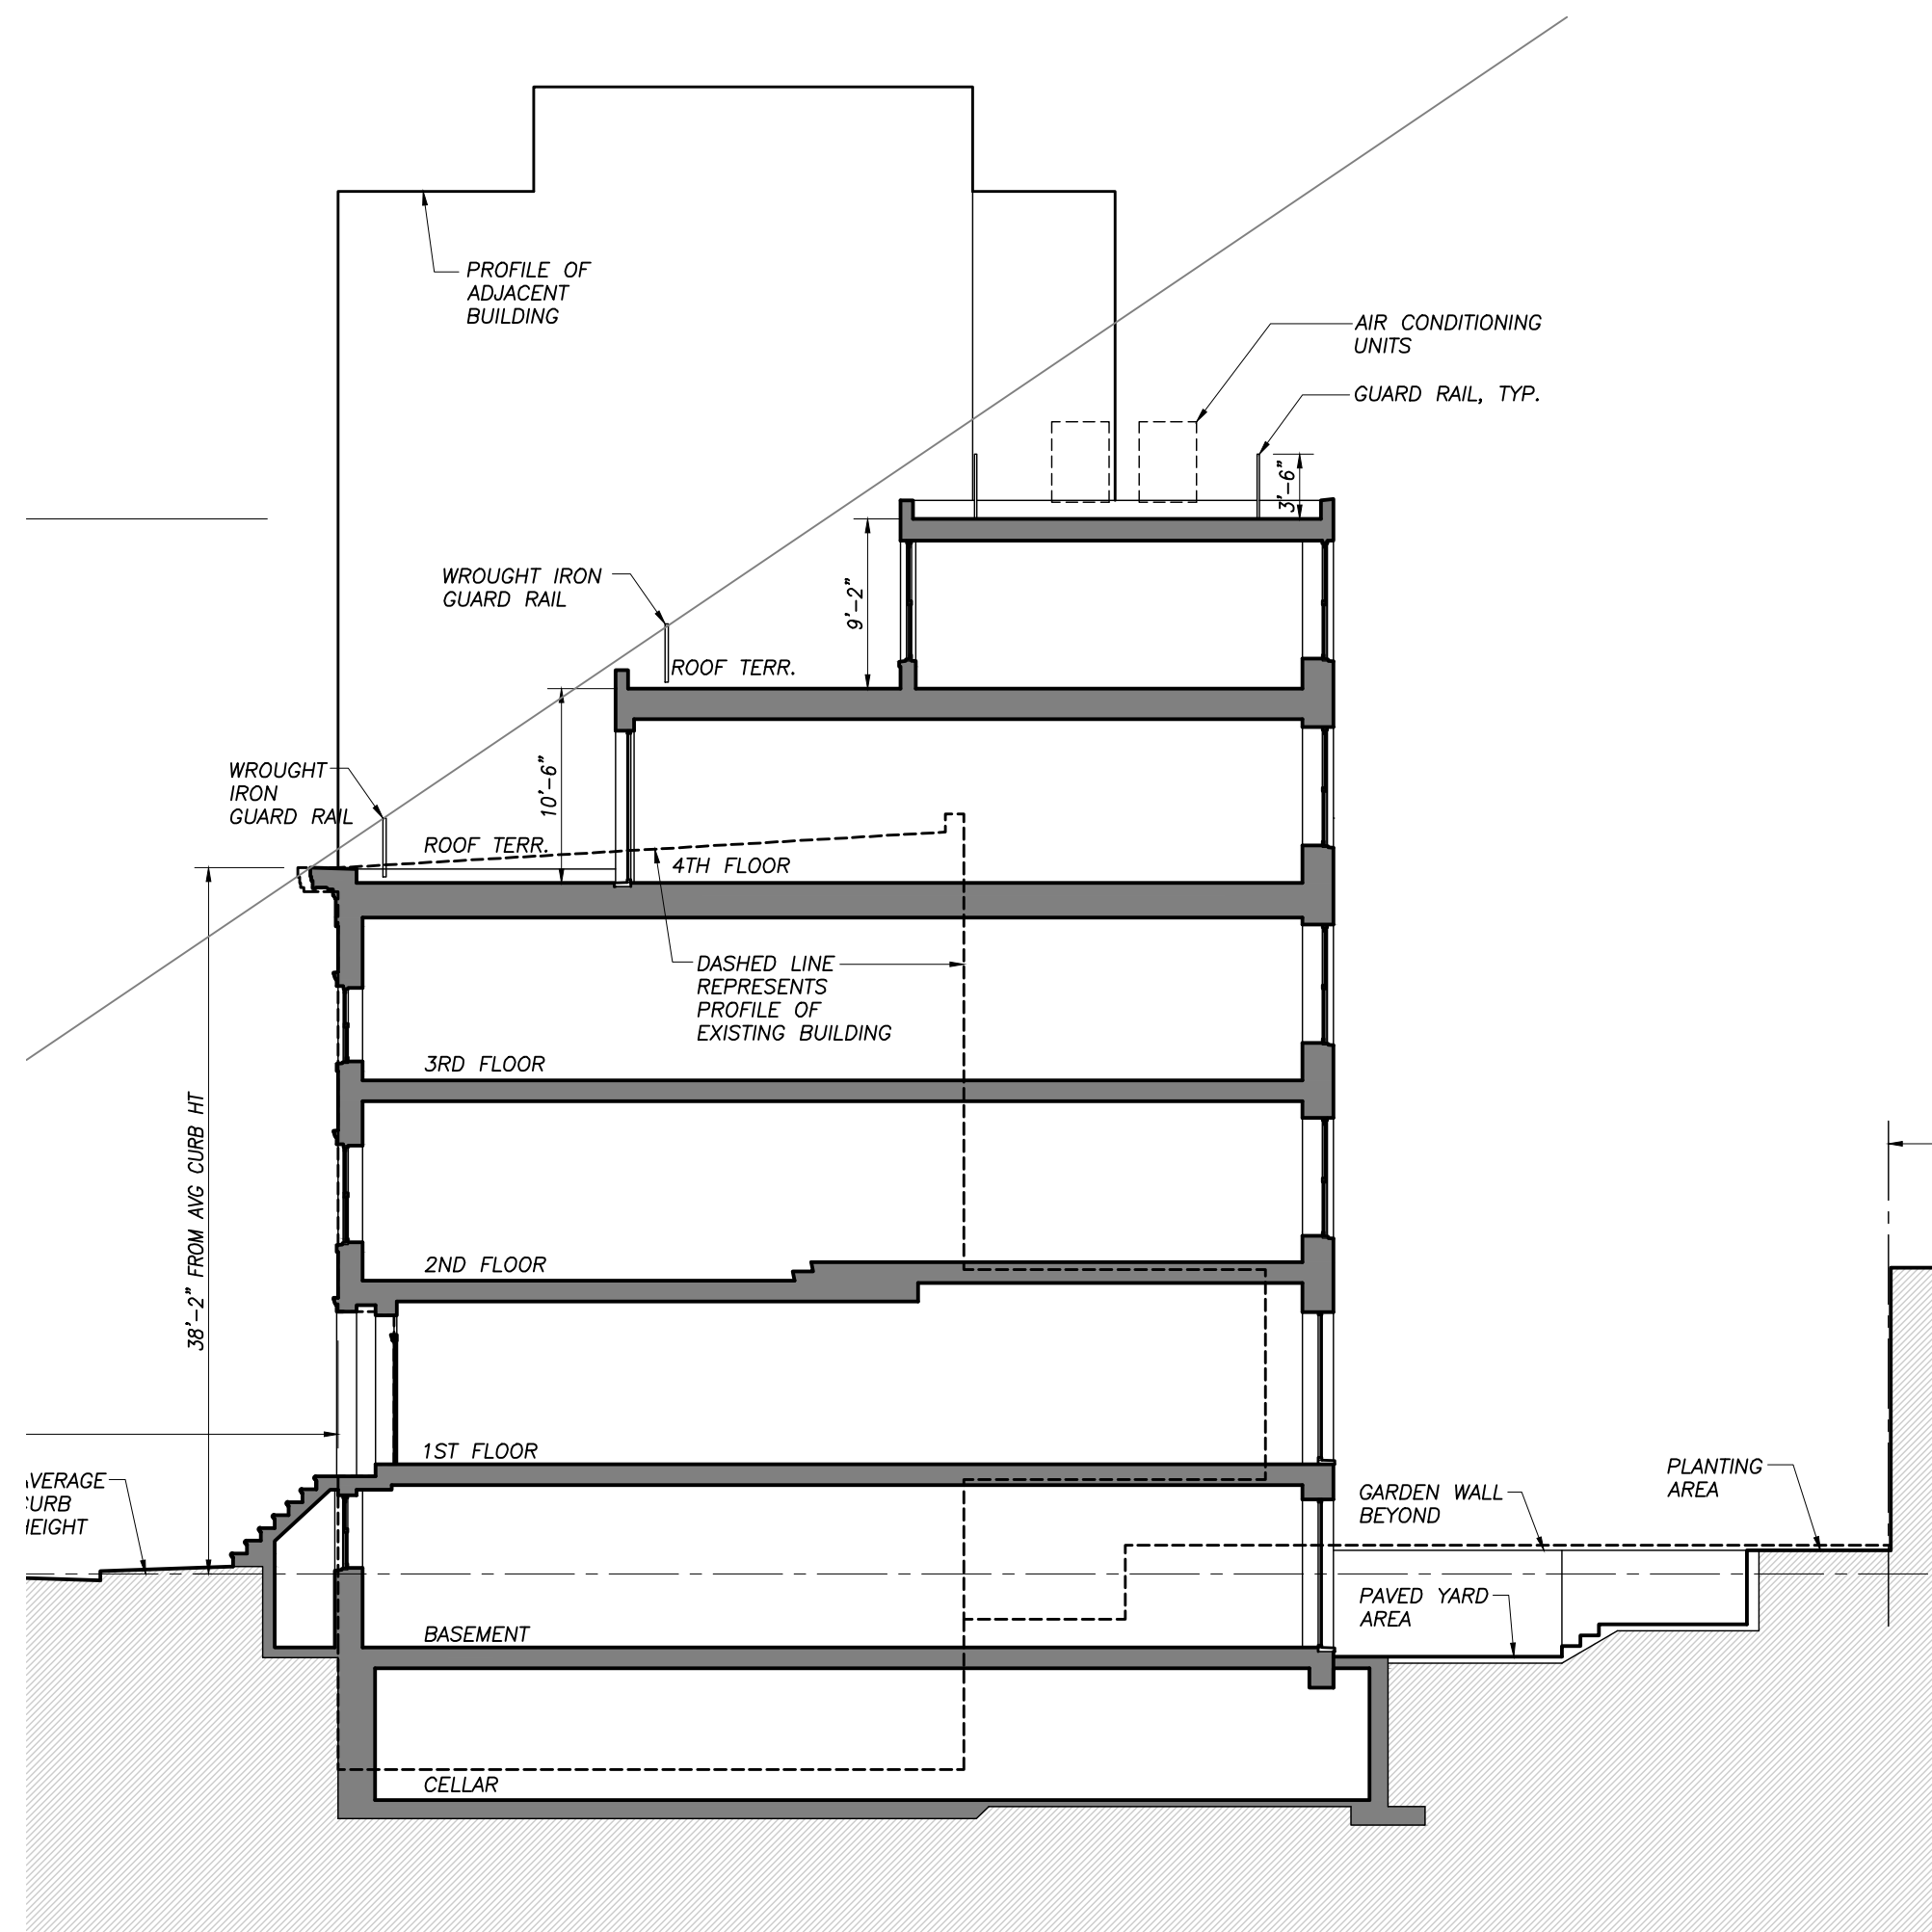 PROFILE OF
ADJACENT
BUILDING
AIR CONDITIONING
UNITS
GUARD RAIL, TYP.
3'-6"
WROUGHT IRON
GUARD RAIL
9'-2"
ROOF TERR.
WROUGHT
IRON
GUARD RAIL
10'-6"
ROOF TERR.
4TH FLOOR
DASHED LINE
REPRESENTS
PROFILE OF
EXISTING BUILDING
3RD FLOOR
38'-2" FROM AVG CURB HT
2ND FLOOR
1ST FLOOR
VERAGE
URB
EIGHT
PLANTING
AREA
GARDEN WALL
BEYOND
PAVED YARD
AREA
BASEMENT
CELLAR